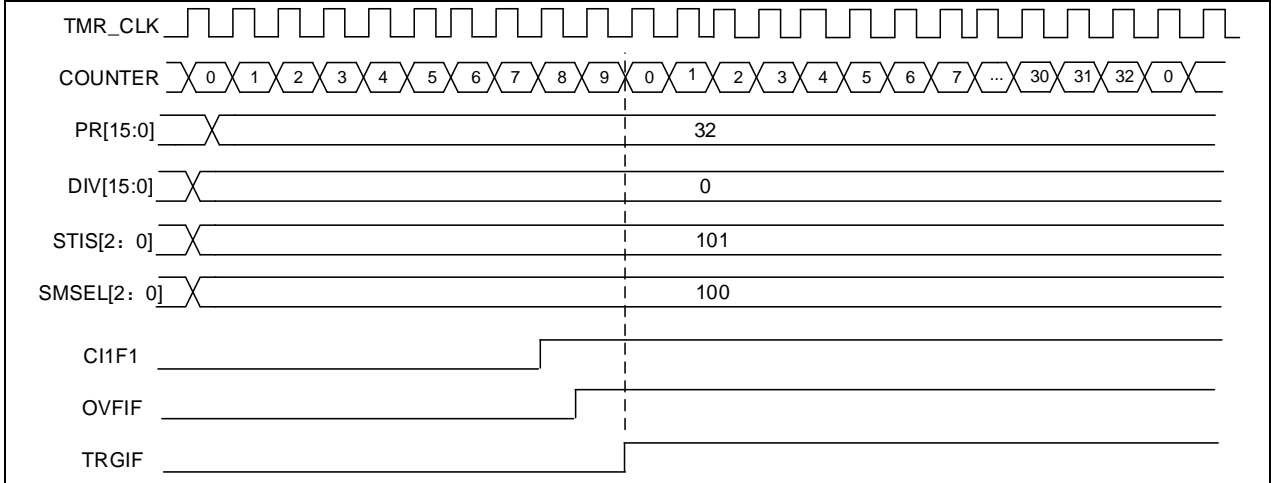 TMR_CLK
COUNTER 0 1 2 3 4 5 6 7 8 9 0 1 2 3 4 5 6 7 ... 30 31 32 0
PR[15:0] 32
DIV[15:0] 0
STIS[2：0] 101
SMSEL[2：0] 100
CI1F1
OVFIF
TRGIF